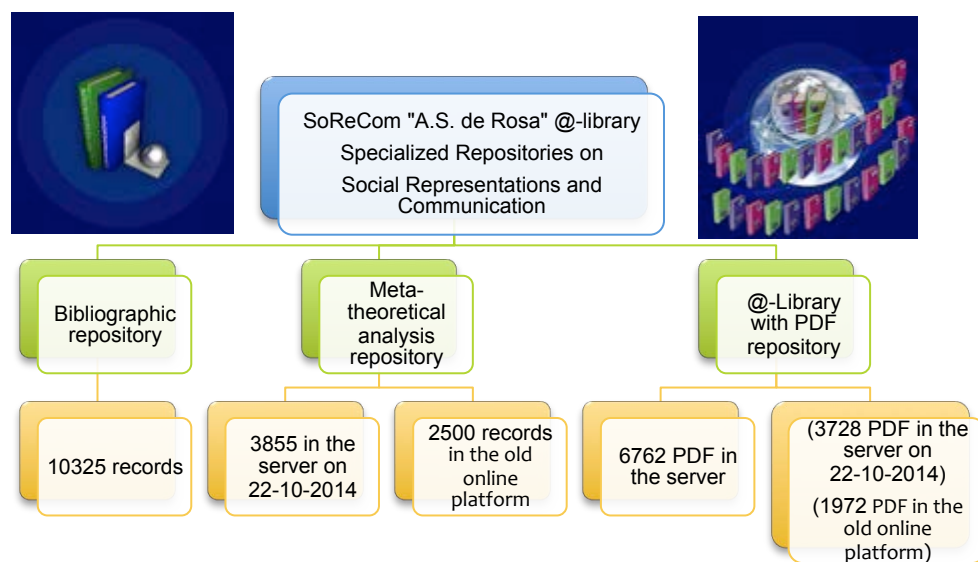 SoReCom "A.S. de Rosa" @-library
Specialized Repositories on
Social Representations and
Communication
Bibliographic
repository
Meta-
theoretical
analysis
repository
@-Library
with PDF
repository
10325 records
3855 in the
server on
22-10-2014
2500 records
in the old
online
platform
6762 PDF in
the server
(3728 PDF in the
server on
22-10-2014)
(1972 PDF in the
old online
platform)